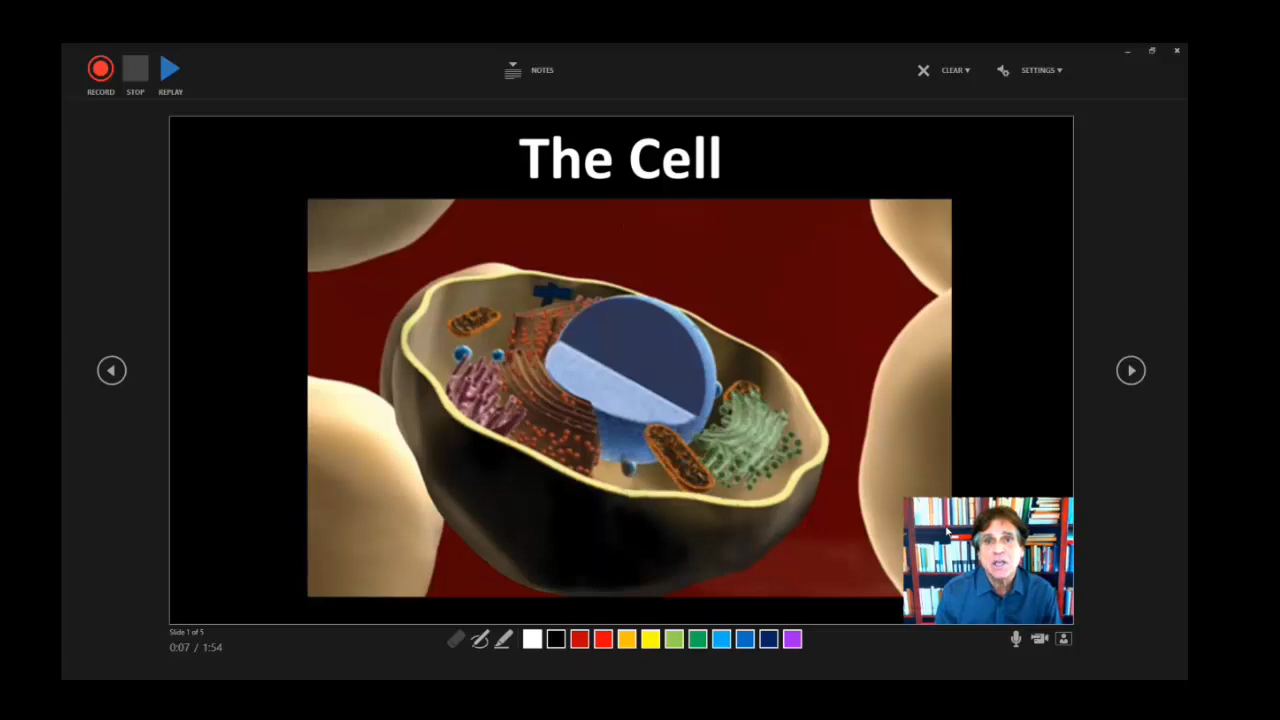 RECORD
STOP
REPLAY
NOTES
CLEAR
SETTINGS
The Cell
Slide 1 of 5
0:07 / 1:54